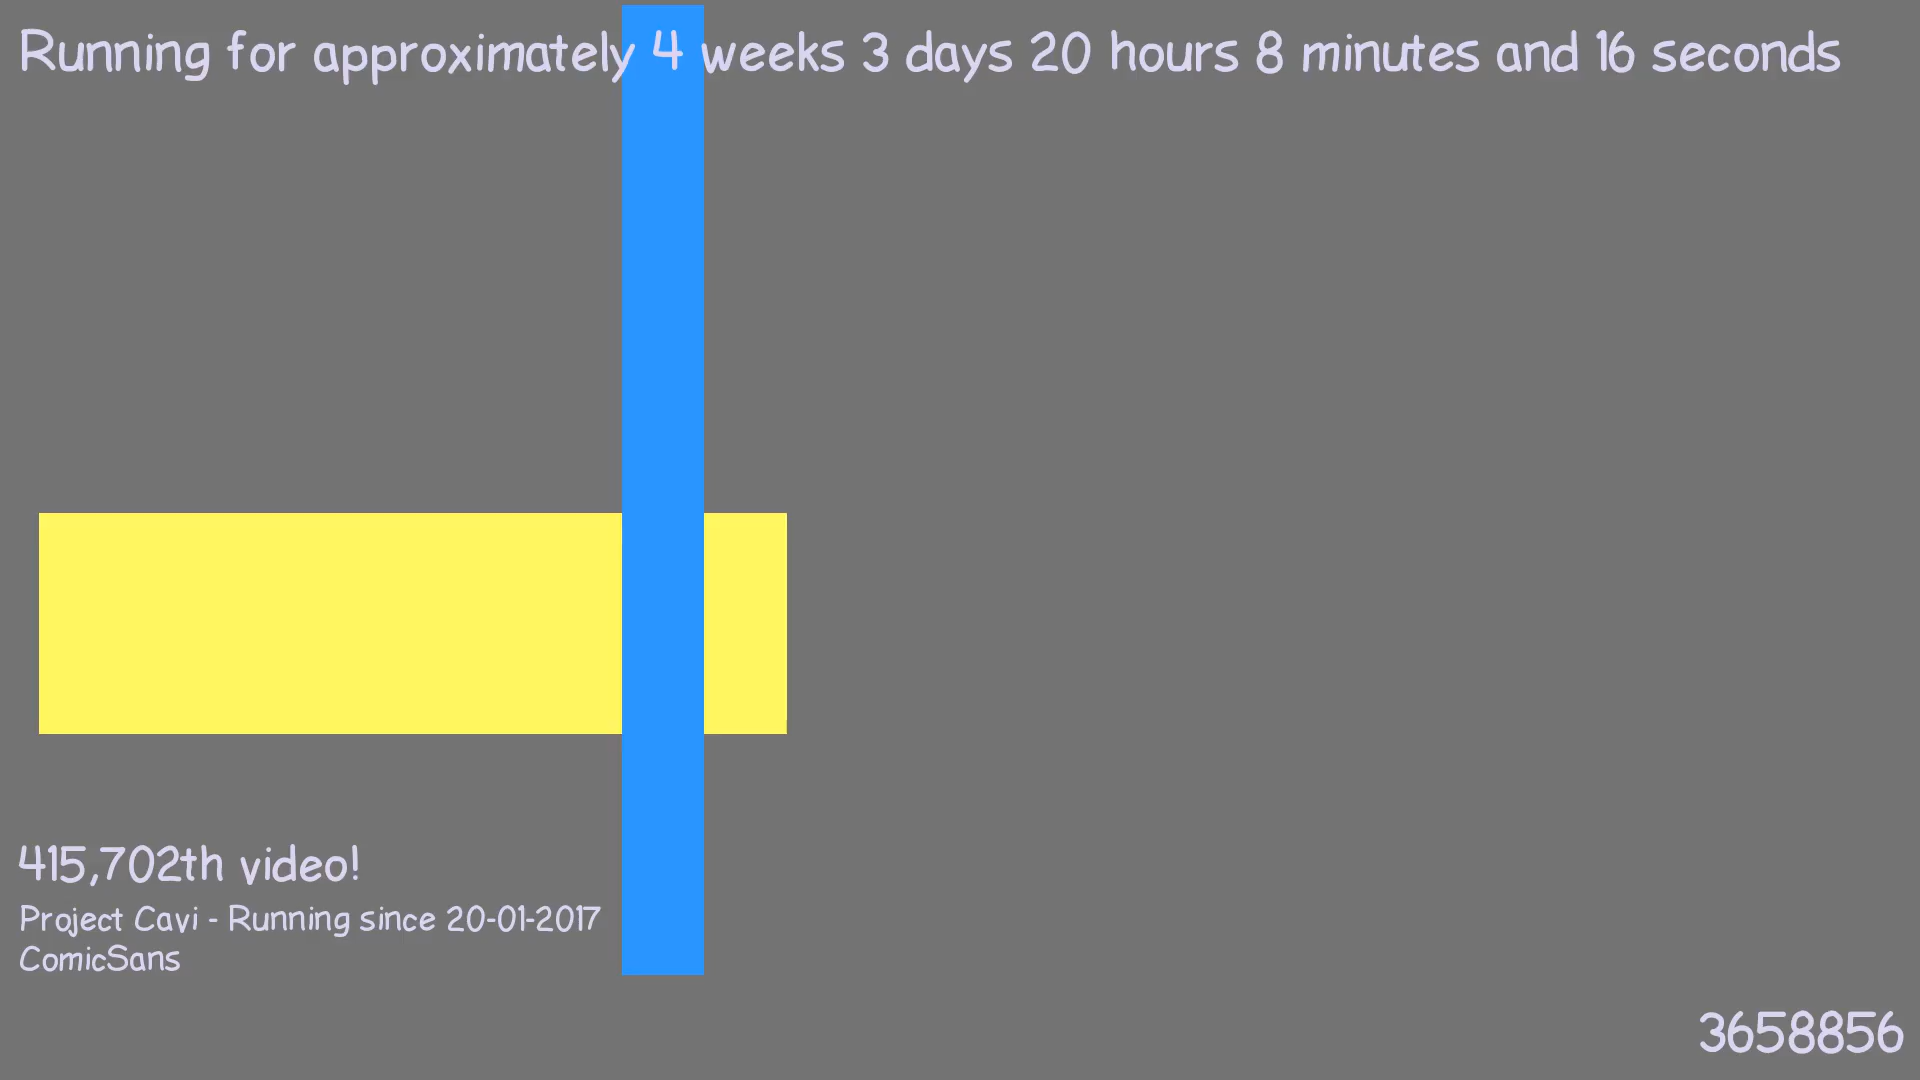 Running for approximately 4 weeks 3 days 20 hours 8 minutes and 16 seconds
415,702th video!
Project Cavi - Running since 20-01-2017
ComicSans
3658856